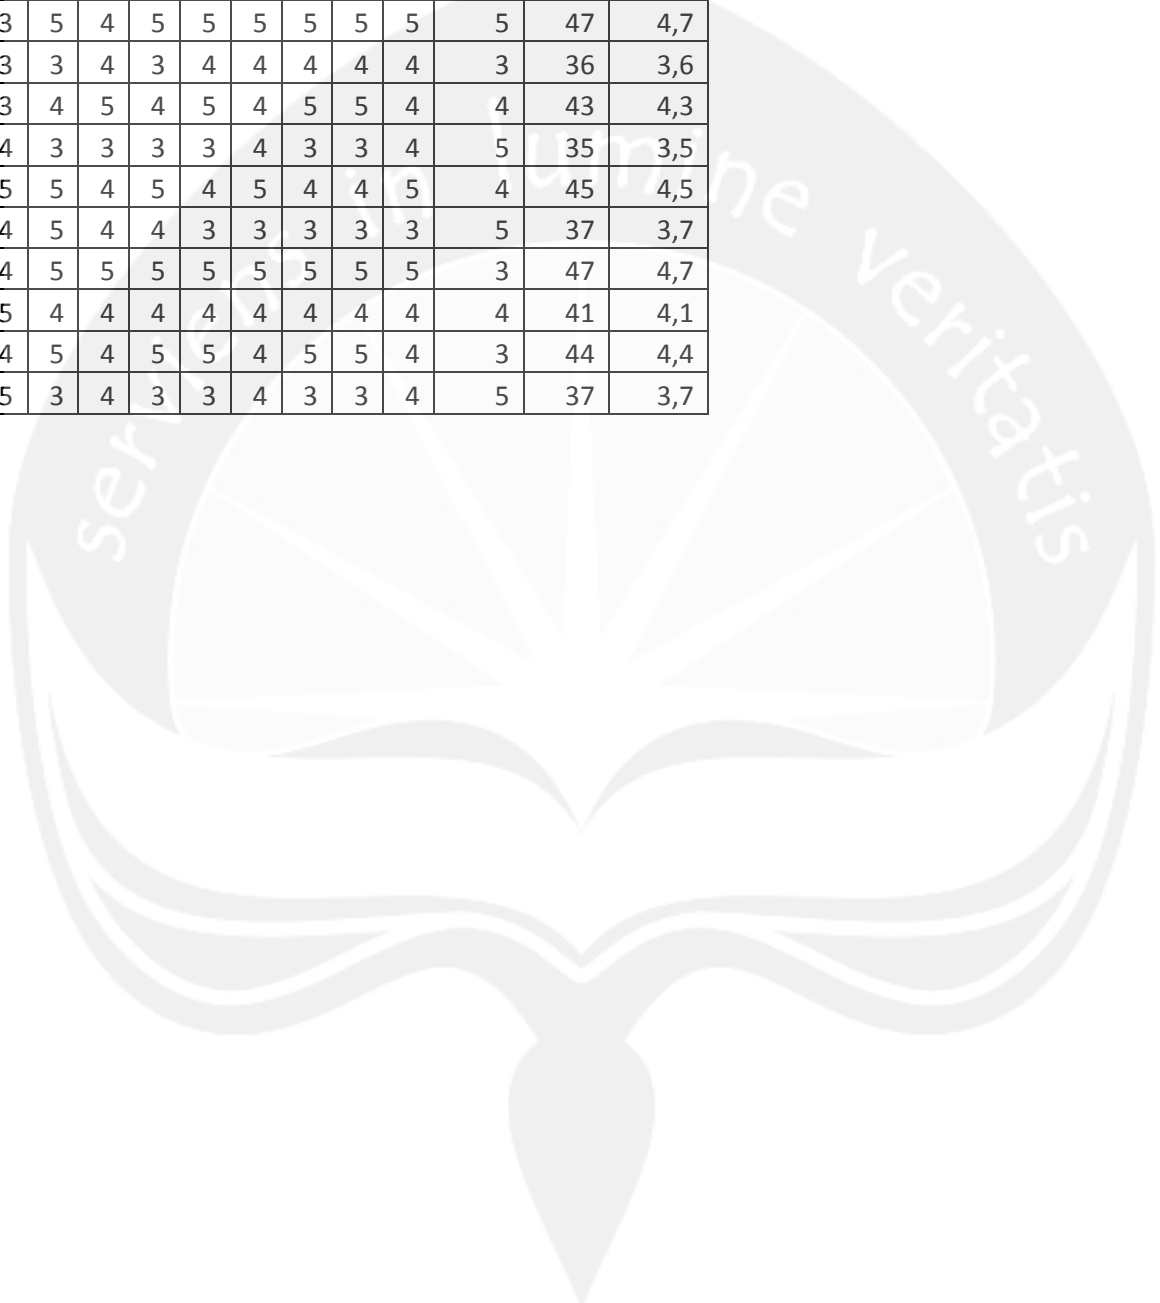 3 5 4 5 5 5 5 5 5 5 47 4,7
3 3 4 3 4 4 4 4 4 3 36 3,6
3 4 5 4 5 4 5 5 4 4 43 4,3
4 3 3 3 3 4 3 3 4 5 35 3,5
5 5 4 5 4 5 4 4 5 4 45 4,5
4 5 4 4 3 3 3 3 3 5 37 3,7
4 5 5 5 5 5 5 5 5 3 47 4,7
5 4 4 4 4 4 4 4 4 4 41 4,1
4 5 4 5 5 4 5 5 4 3 44 4,4
5 3 4 3 3 4 3 3 4 5 37 3,7
serviens in lumine veritatis